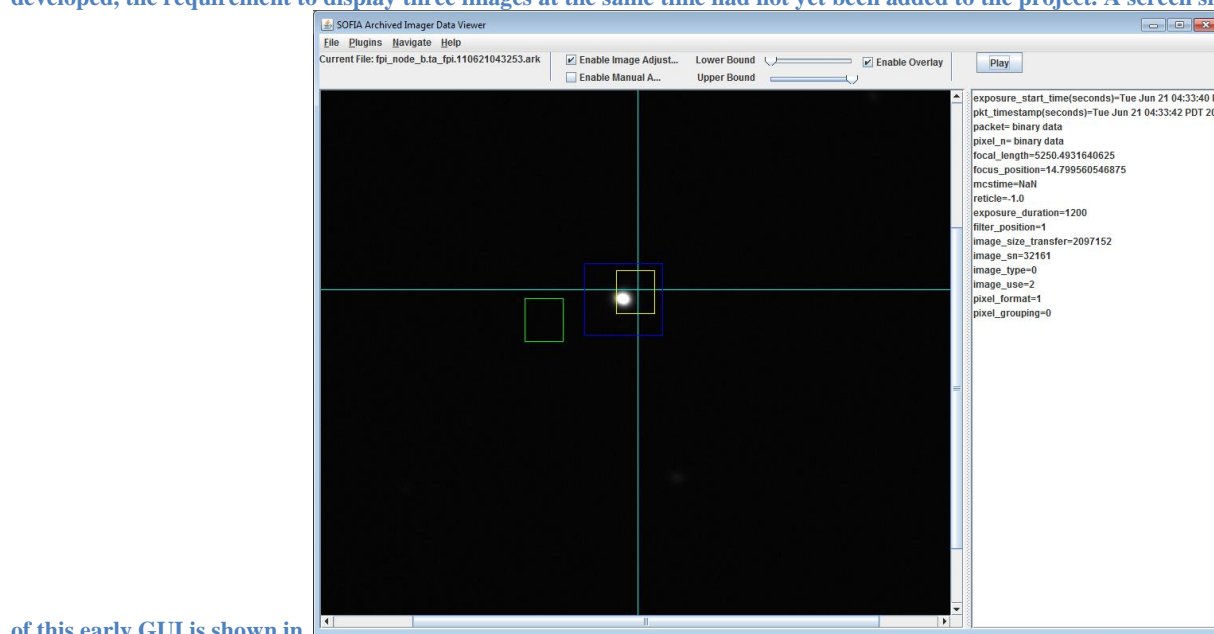 developed, the requirement to display three images at the same time had not yet been added to the project. A screen
SOFIA Archived Imager Data Viewer
File Plugins Navigate Help
Current File: fpi_node_b.ta_fpi.110621043253.ark
Enable Image Adjust...
Lower Bound
Enable Overlay
Play
Enable Manual A...
Upper Bound
exposure_start_time(seconds)=Tue Jun 21 04:33:40
pkt_timestamp(seconds)=Tue Jun 21 04:33:42 PDT 20
packet= binary data
pixel_n= binary data
focal_length=5250.4931640625
focus_position=14.799560546875
mcstime=NaN
reticle=-1.0
exposure_duration=1200
filter_position=1
image_size_transfer=2097152
image_sn=32161
image_type=0
image_use=2
pixel_format=1
pixel_grouping=0
of this early GUI is shown in